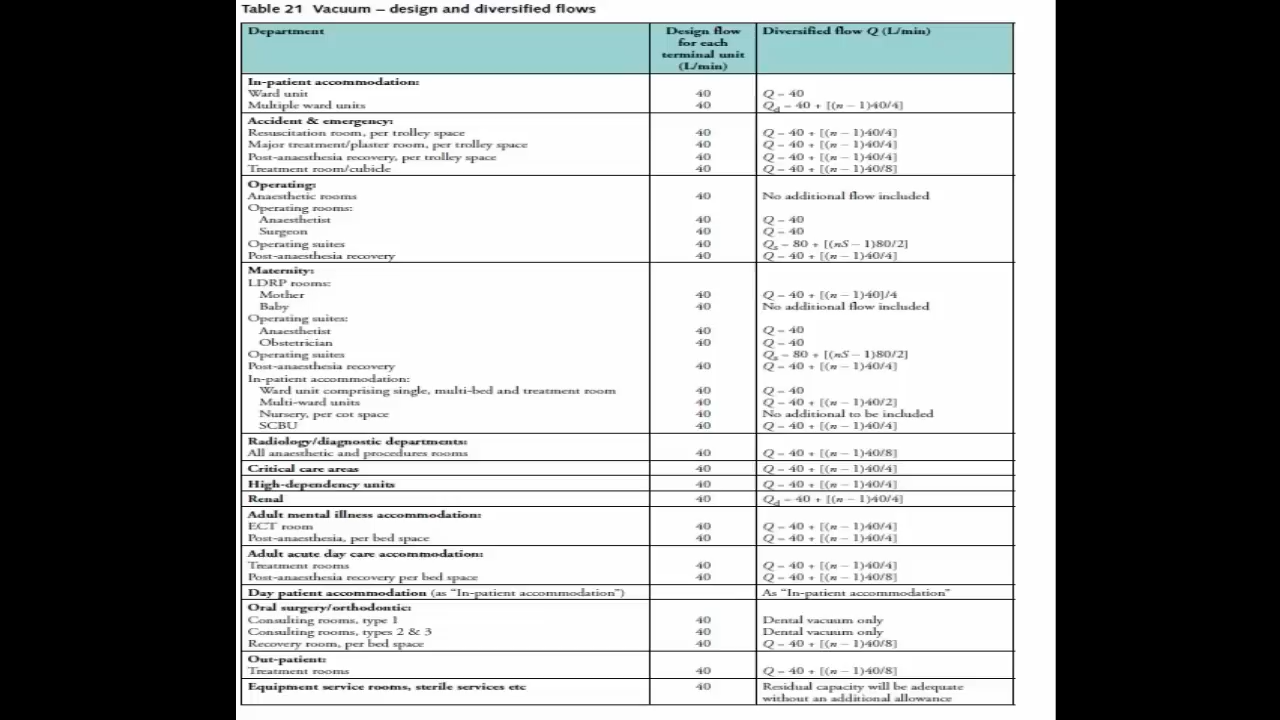 Table 21 Vacuum – design and diversified flows
Department
Design flow
for each
terminal unit
(L/min)
Diversified flow Q (L/min)
In-patient accommodation:
Ward unit 40 Q – 40
Multiple ward units 40 Qd – 40 + [(n – 1)40/4]
Accident & emergency:
Resuscitation room, per trolley space 40 Q – 40 + [(n – 1)40/4]
Major treatment/plaster room, per trolley space 40 Q – 40 + [(n – 1)40/4]
Post-anaesthesia recovery, per trolley space 40 Q – 40 + [(n – 1)40/4]
Treatment room/cubicle 40 Q – 40 + [(n – 1)40/8]
Operating:
Anaesthetic rooms 40 No additional flow included
Operating rooms:
Anaesthetist 40 Q – 40
Surgeon 40 Q – 40
Operating suites 40 Qs – 80 + [(nS – 1)80/2]
Post-anaesthesia recovery 40 Q – 40 + [(n – 1)40/4]
Maternity:
LDRP rooms:
Mother 40 Q – 40 + [(n – 1)40]/4
Baby 40 No additional flow included
Operating suites:
Anaesthetist 40 Q – 40
Obstetrician 40 Q – 40
Operating suites Qs – 80 + [(nS – 1)80/2]
Post-anaesthesia recovery 40 Q – 40 + [(n – 1)40/4]
In-patient accommodation:
Ward unit comprising single, multi-bed and treatment room 40 Q – 40
Multi-ward units 40 Q – 40 + [(n – 1)40/2]
Nursery, per cot space 40 No additional to be included
SCBU 40 Q – 40 + [(n – 1)40/4]
Radiology/diagnostic departments:
All anaesthetic and procedures rooms 40 Q – 40 + [(n – 1)40/8]
Critical care areas 40 Q – 40 + [(n – 1)40/4]
High-dependency units 40 Q – 40 + [(n – 1)40/4]
Renal 40 Qd – 40 + [(n – 1)40/4]
Adult mental illness accommodation:
ECT room 40 Q – 40 + [(n – 1)40/4]
Post-anaesthesia, per bed space 40 Q – 40 + [(n – 1)40/4]
Adult acute day care accommodation:
Treatment rooms 40 Q – 40 + [(n – 1)40/4]
Post-anaesthesia recovery per bed space 40 Q – 40 + [(n – 1)40/8]
Day patient accommodation (as “In-patient accommodation”) As “In-patient accommodation”
Oral surgery/orthodontic:
Consulting rooms, type 1 40 Dental vacuum only
Consulting rooms, types 2 & 3 40 Dental vacuum only
Recovery room, per bed space 40 Q – 40 + [(n – 1)40/8]
Out-patient:
Treatment rooms 40 Q – 40 + [(n – 1)40/8]
Equipment service rooms, sterile services etc 40 Residual capacity will be adequate
without an additional allowance